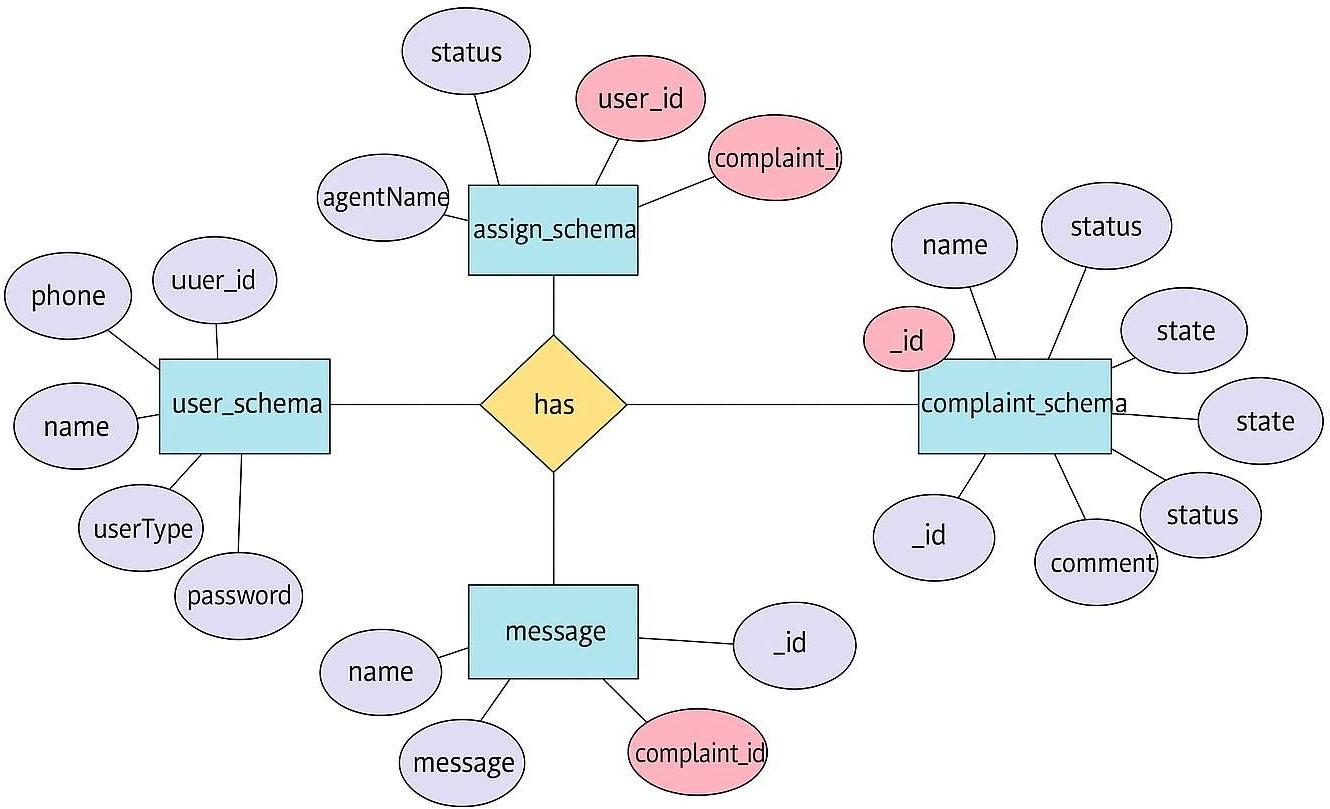 status
user_id
complaint_i
agentName
assign_schema
name
status
phone
uuer_id
_id
state
name
user_schema
has
complaint_schema
state
userType
password
_id
comment
status
message
name
_id
message
complaint_id